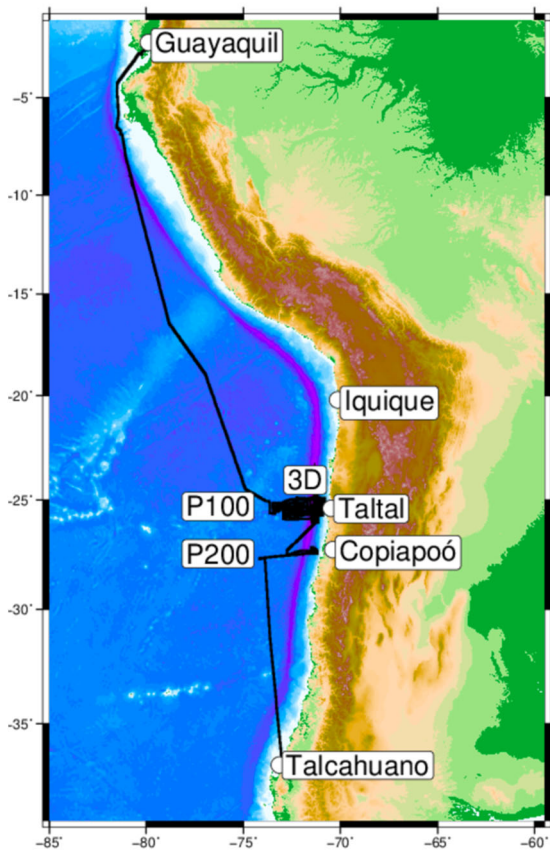 Guayaquil
-5°
-10°
-15°
-20°
Iquique
3D
-25°
P100
Taltal
P200
Copiapoó
-30°
-35°
Talcahuano
-85° -80° -75° -70° -65° -60°